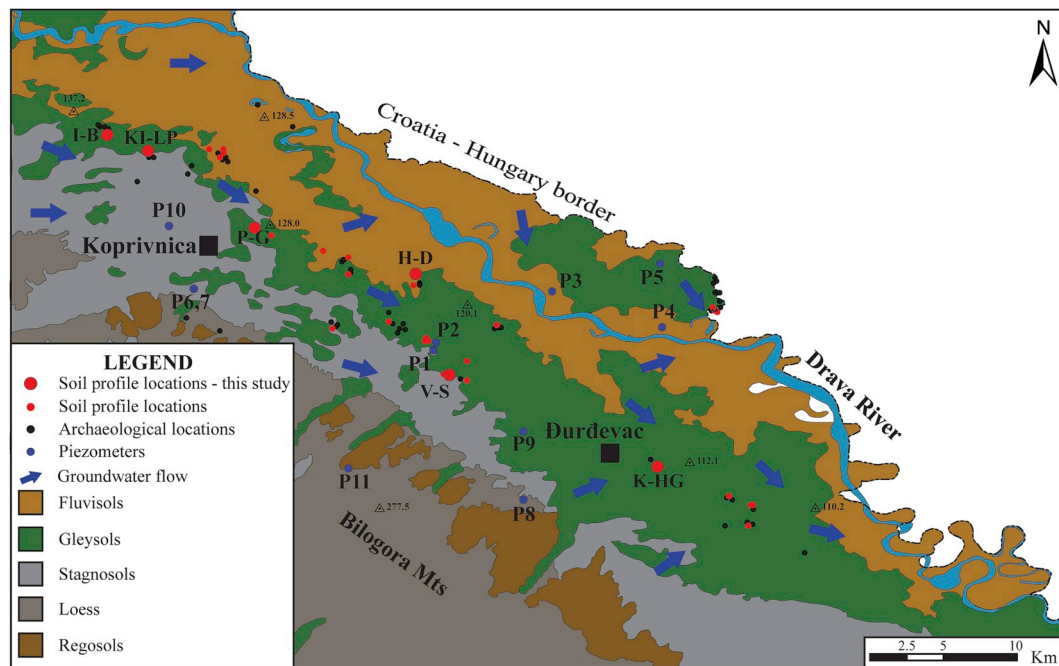 N
137.2
128.5
Croatia - Hungary border
I-B
KI-LP
P10
Koprivnica
128.0
P-G
H-D
P3
P5
P4
P6,7
120.1
P2
P1
V-S
Drava River
P9
Đurđevac
112.1
K-HG
P11
277.5
P8
110.2
Bilogora Mts
LEGEND
Soil profile locations - this study
Soil profile locations
Archaeological locations
Piezometers
Groundwater flow
Fluvisols
Gleysols
Stagnosols
Loess
Regosols
2.5 5 10
Km